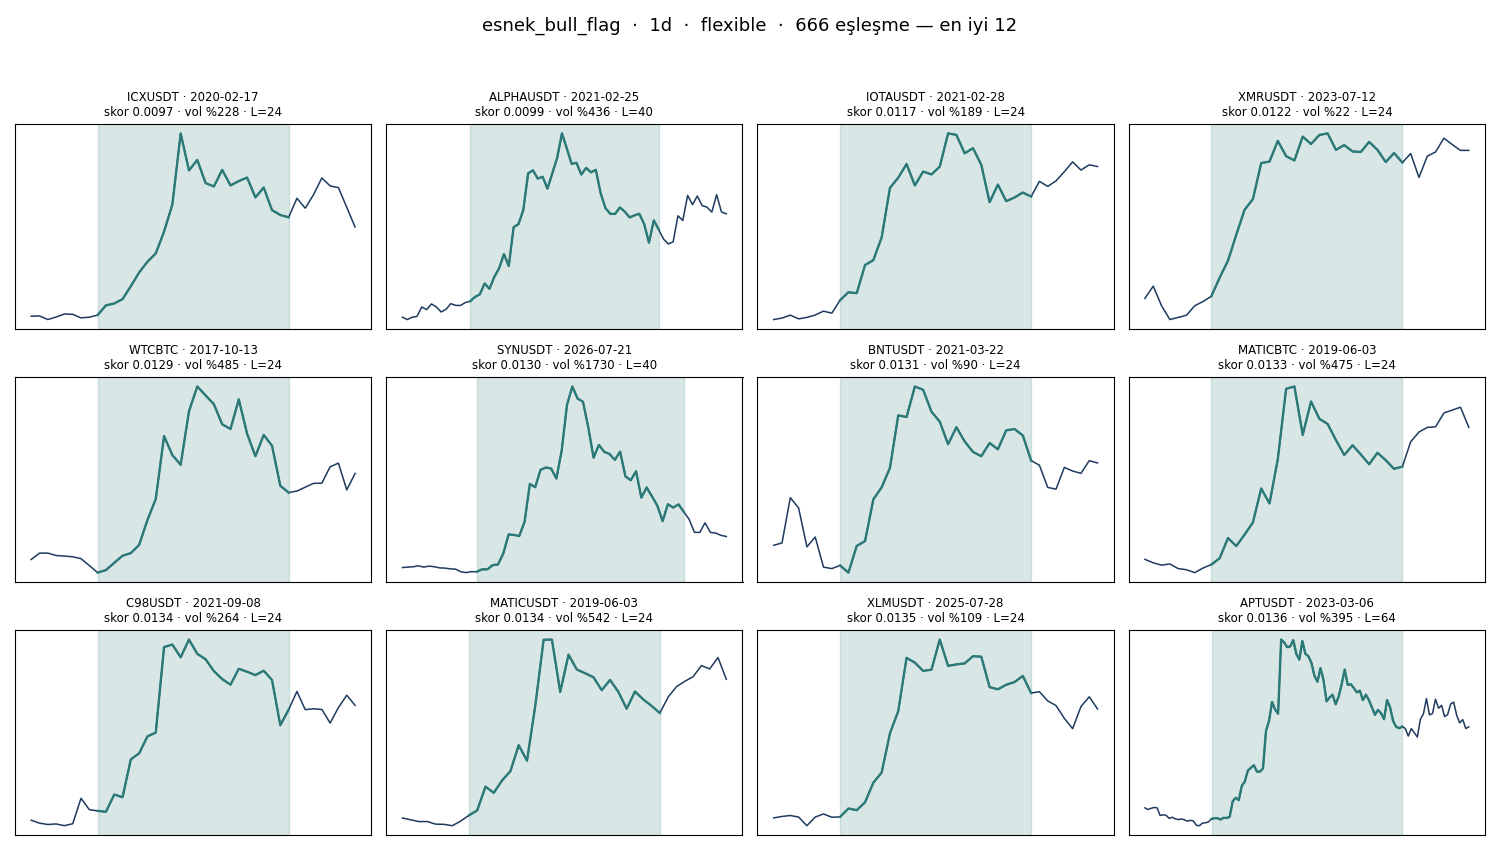 esnek_bull_flag · 1d · flexible · 666 eşleşme — en iyi 12
ICXUSDT · 2020-02-17
skor 0.0097 · vol %228 · L=24
ALPHAUSDT · 2021-02-25
skor 0.0099 · vol %436 · L=40
IOTAUSDT · 2021-02-28
skor 0.0117 · vol %189 · L=24
XMRUSDT · 2023-07-12
skor 0.0122 · vol %22 · L=24
WTCBTC · 2017-10-13
skor 0.0129 · vol %485 · L=24
SYNUSDT · 2026-07-21
skor 0.0130 · vol %1730 · L=40
BNTUSDT · 2021-03-22
skor 0.0131 · vol %90 · L=24
MATICBTC · 2019-06-03
skor 0.0133 · vol %475 · L=24
C98USDT · 2021-09-08
skor 0.0134 · vol %264 · L=24
MATICUSDT · 2019-06-03
skor 0.0134 · vol %542 · L=24
XLMUSDT · 2025-07-28
skor 0.0135 · vol %109 · L=24
APTUSDT · 2023-03-06
skor 0.0136 · vol %395 · L=64